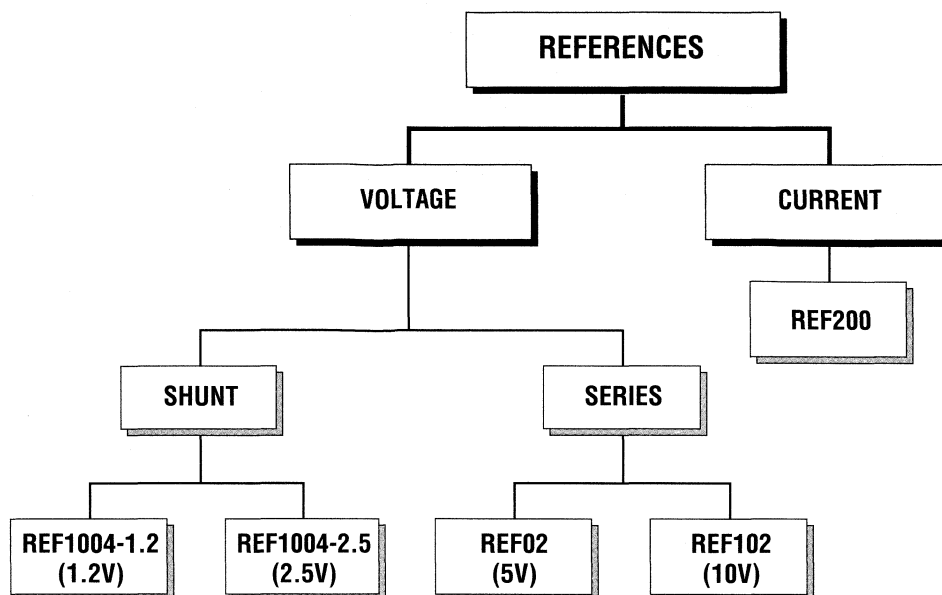 REFERENCES
VOLTAGE
CURRENT
REF200
SHUNT
SERIES
REF1004-1.2
(1.2V)
REF1004-2.5
(2.5V)
REF02
(5V)
REF102
(10V)